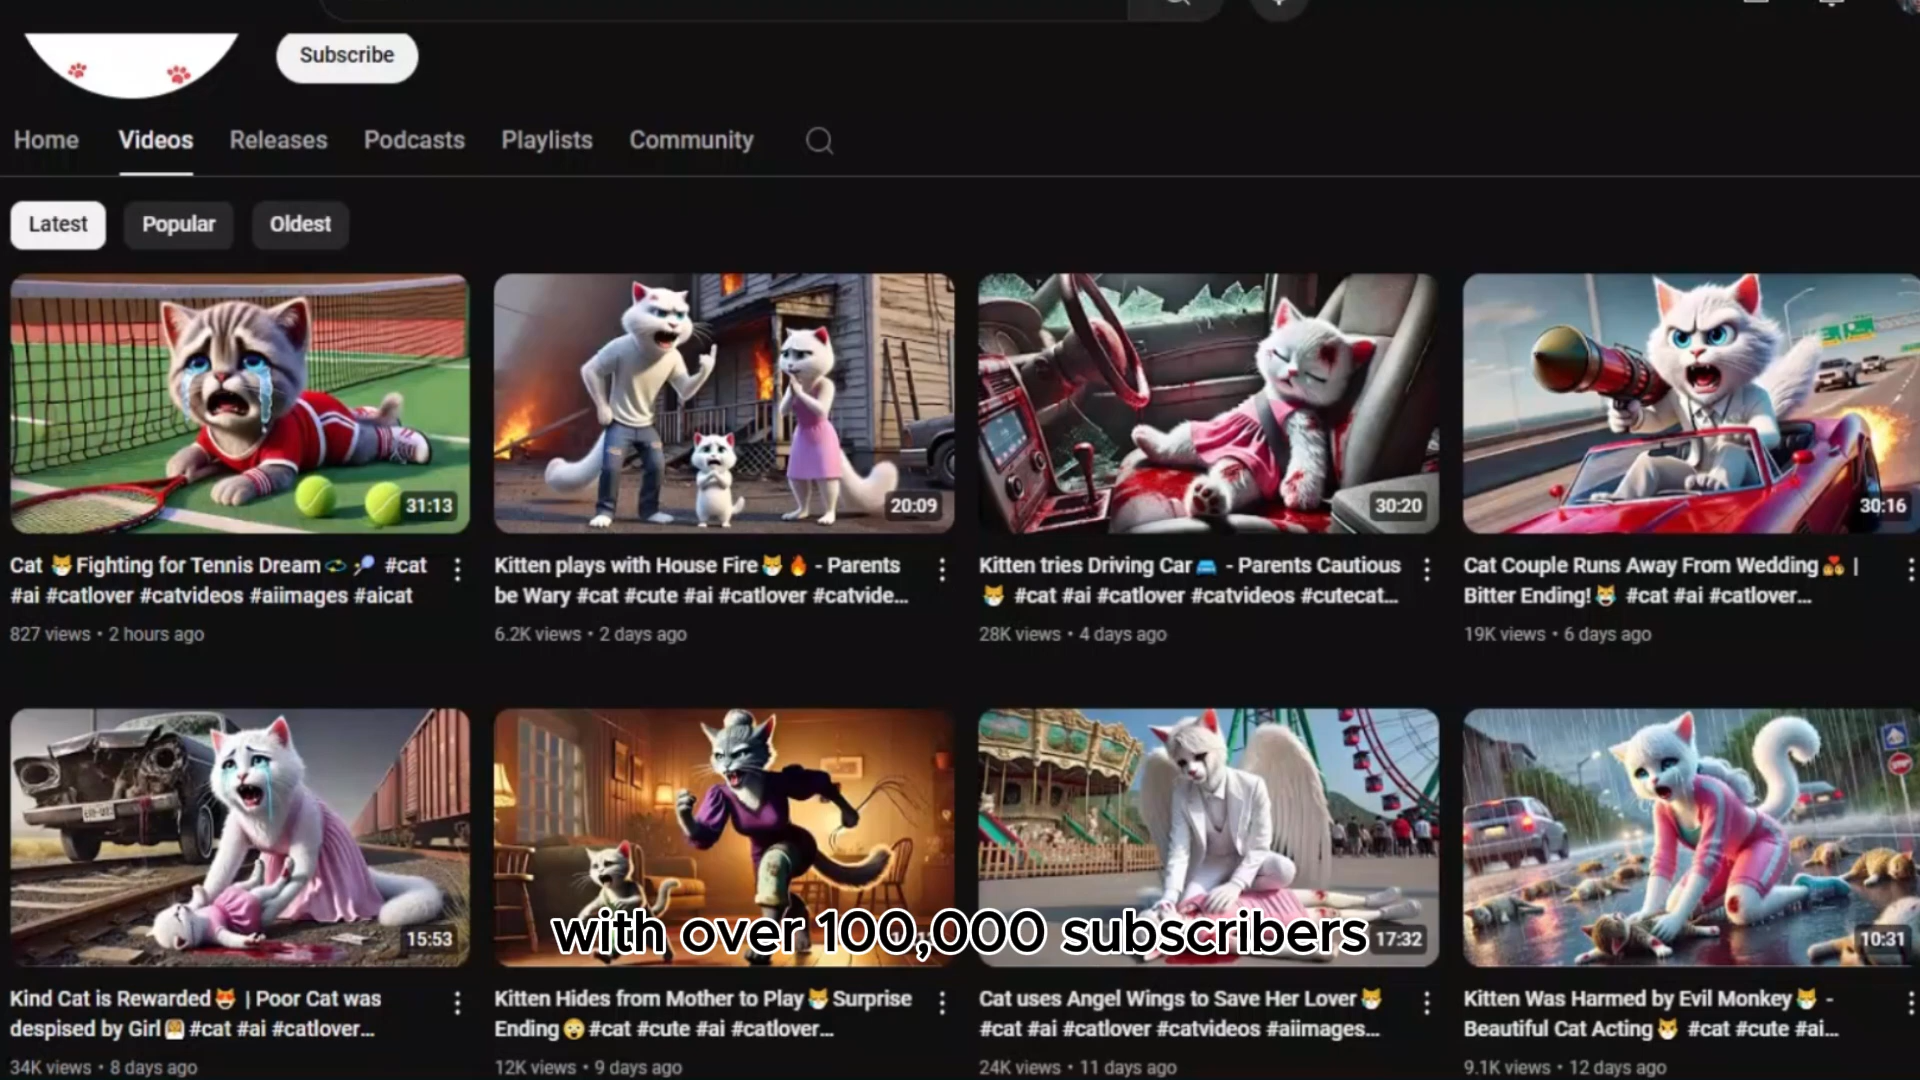 Subscribe
Home Videos Releases Podcasts Playlists Community
Latest Popular Oldest
31:13
20:09
30:20
30:16
Cat 😹Fighting for Tennis Dream🪃🎾 #cat
#ai #catlover #catvideos #aiimages #aicat
827 views • 2 hours ago
Kitten plays with House Fire😹🔥 - Parents
be Wary #cat #cute #ai #catlover #catvide...
6.2K views • 2 days ago
Kitten tries Driving Car🚘 - Parents Cautious
😹 #cat #ai #catlover #catvideos #cutecat...
28K views • 4 days ago
Cat Couple Runs Away From Wedding💏 |
Bitter Ending!😹 #cat #ai #catlover...
19K views • 6 days ago
15:53
with over 100,000 subscribers
17:32
10:31
Kind Cat is Rewarded😻 | Poor Cat was
despised by Girl👩 #cat #ai #catlover...
34K views • 8 days ago
Kitten Hides from Mother to Play😹Surprise
Ending😳#cat #cute #ai #catlover...
12K views • 9 days ago
Cat uses Angel Wings to Save Her Lover😹
#cat #ai #catlover #catvideos #aiimages...
24K views • 11 days ago
Kitten Was Harmed by Evil Monkey😹 -
Beautiful Cat Acting😹 #cat #cute #ai...
9.1K views • 12 days ago